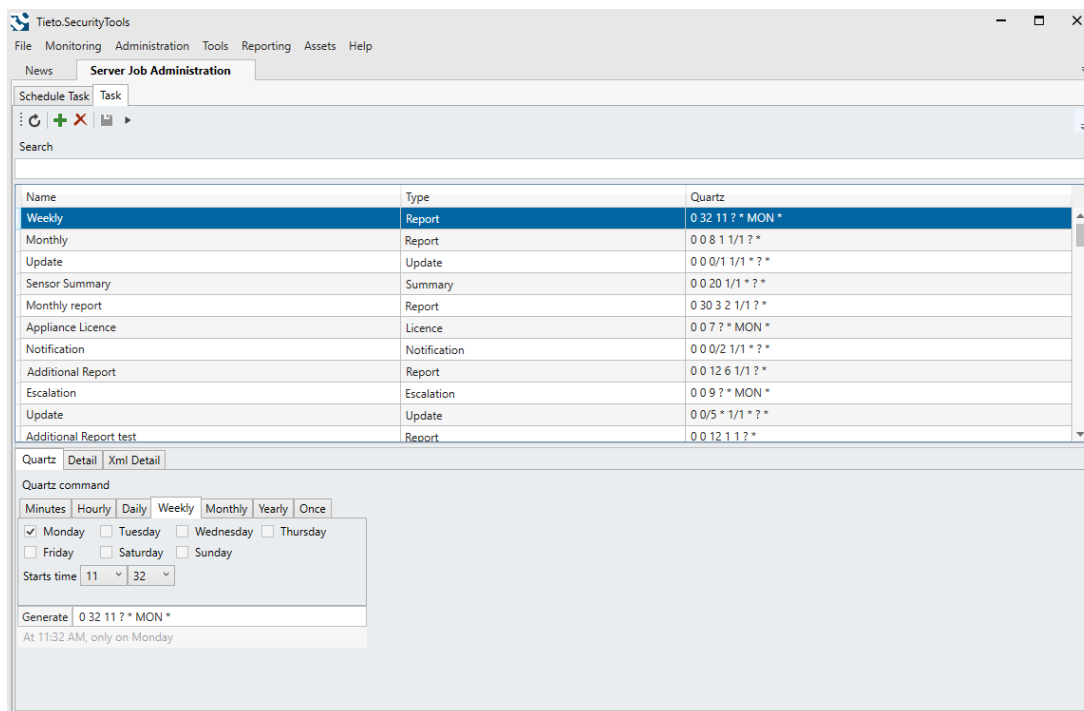 Tieto.SecurityTools
File Monitoring Administration Tools Reporting Assets Help
News Server Job Administration
Schedule Task Task
Search
Name Type Quartz
Weekly Report 0 32 11 ? * MON *
Monthly Report 0 0 8 1 1/1 ? *
Update Update 0 0 0/1 1/1 * ? *
Sensor Summary Summary 0 0 20 1/1 * ? *
Monthly report Report 0 30 3 2 1/1 ? *
Appliance Licence Licence 0 0 7 ? * MON *
Notification Notification 0 0 0/2 1/1 * ? *
Additional Report Report 0 0 12 6 1/1 ? *
Escalation Escalation 0 0 9 ? * MON *
Update Update 0 0/5 * 1/1 * ? *
Additional Report test Report 0 0 12 1 1 ? *
Quartz Detail Xml Detail
Quartz command
Minutes Hourly Daily Weekly Monthly Yearly Once
Monday Tuesday Wednesday Thursday
Friday Saturday Sunday
Starts time 11 32
Generate 0 32 11 ? * MON *
At 11:32 AM, only on Monday